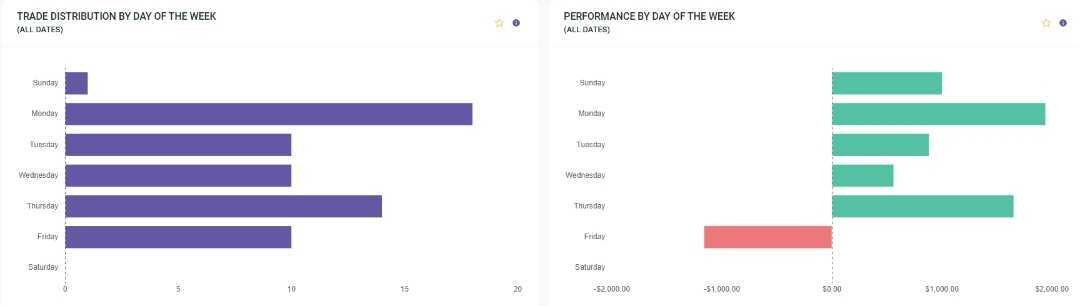 TRADE DISTRIBUTION BY DAY OF THE WEEK
(ALL DATES)
Sunday
Monday
Tuesday
Wednesday
Thursday
Friday
Saturday
0 5 10 15 20
PERFORMANCE BY DAY OF THE WEEK
(ALL DATES)
Sunday
Monday
Tuesday
Wednesday
Thursday
Friday
Saturday
-$2,000.00 -$1,000.00 $0.00 $1,000.00 $2,000.00